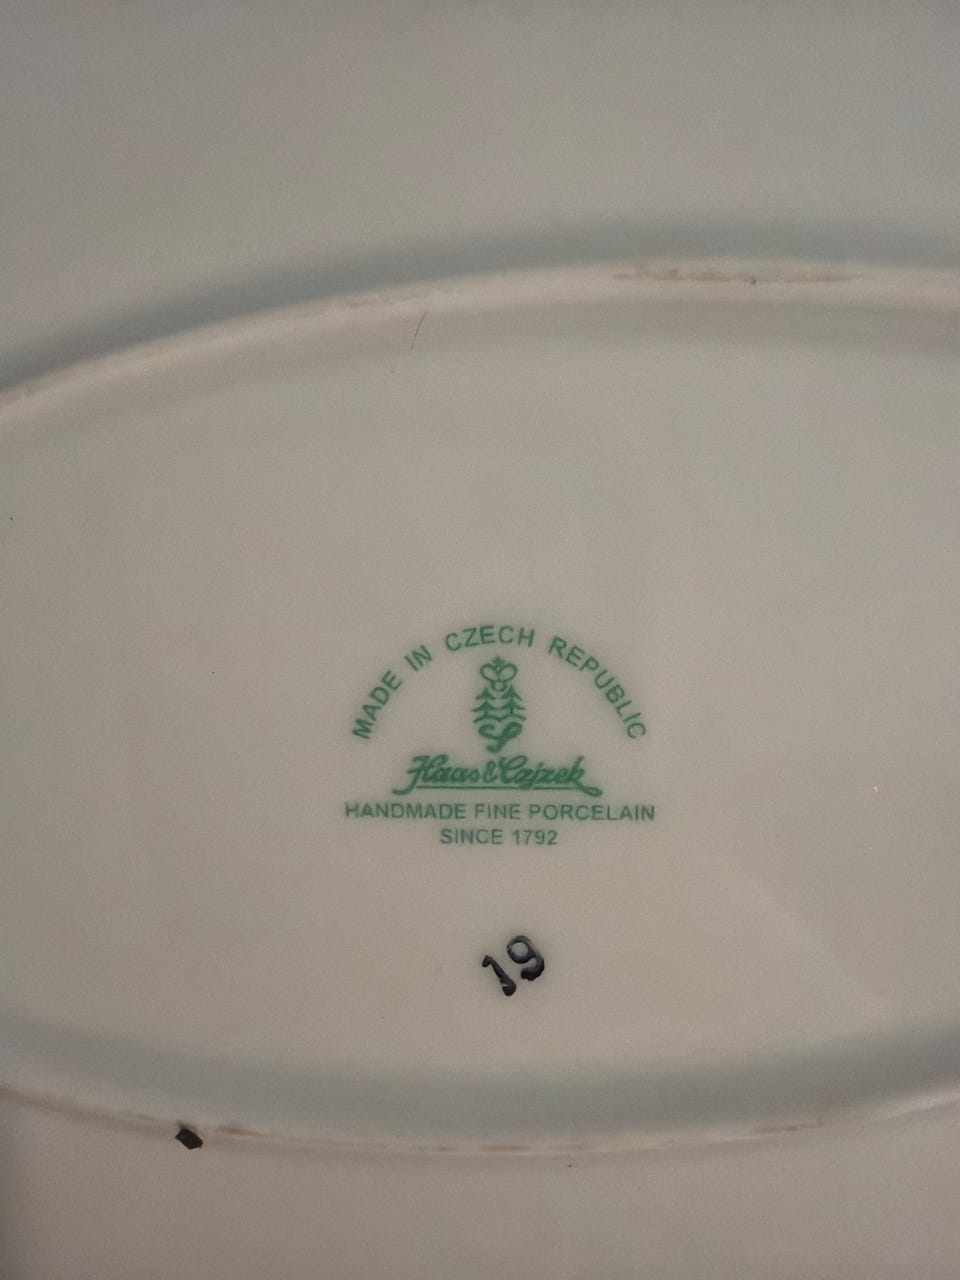 MADE IN CZECH REPUBLIC
Haas & Czjzek
HANDMADE FINE PORCELAIN
SINCE 1792
19